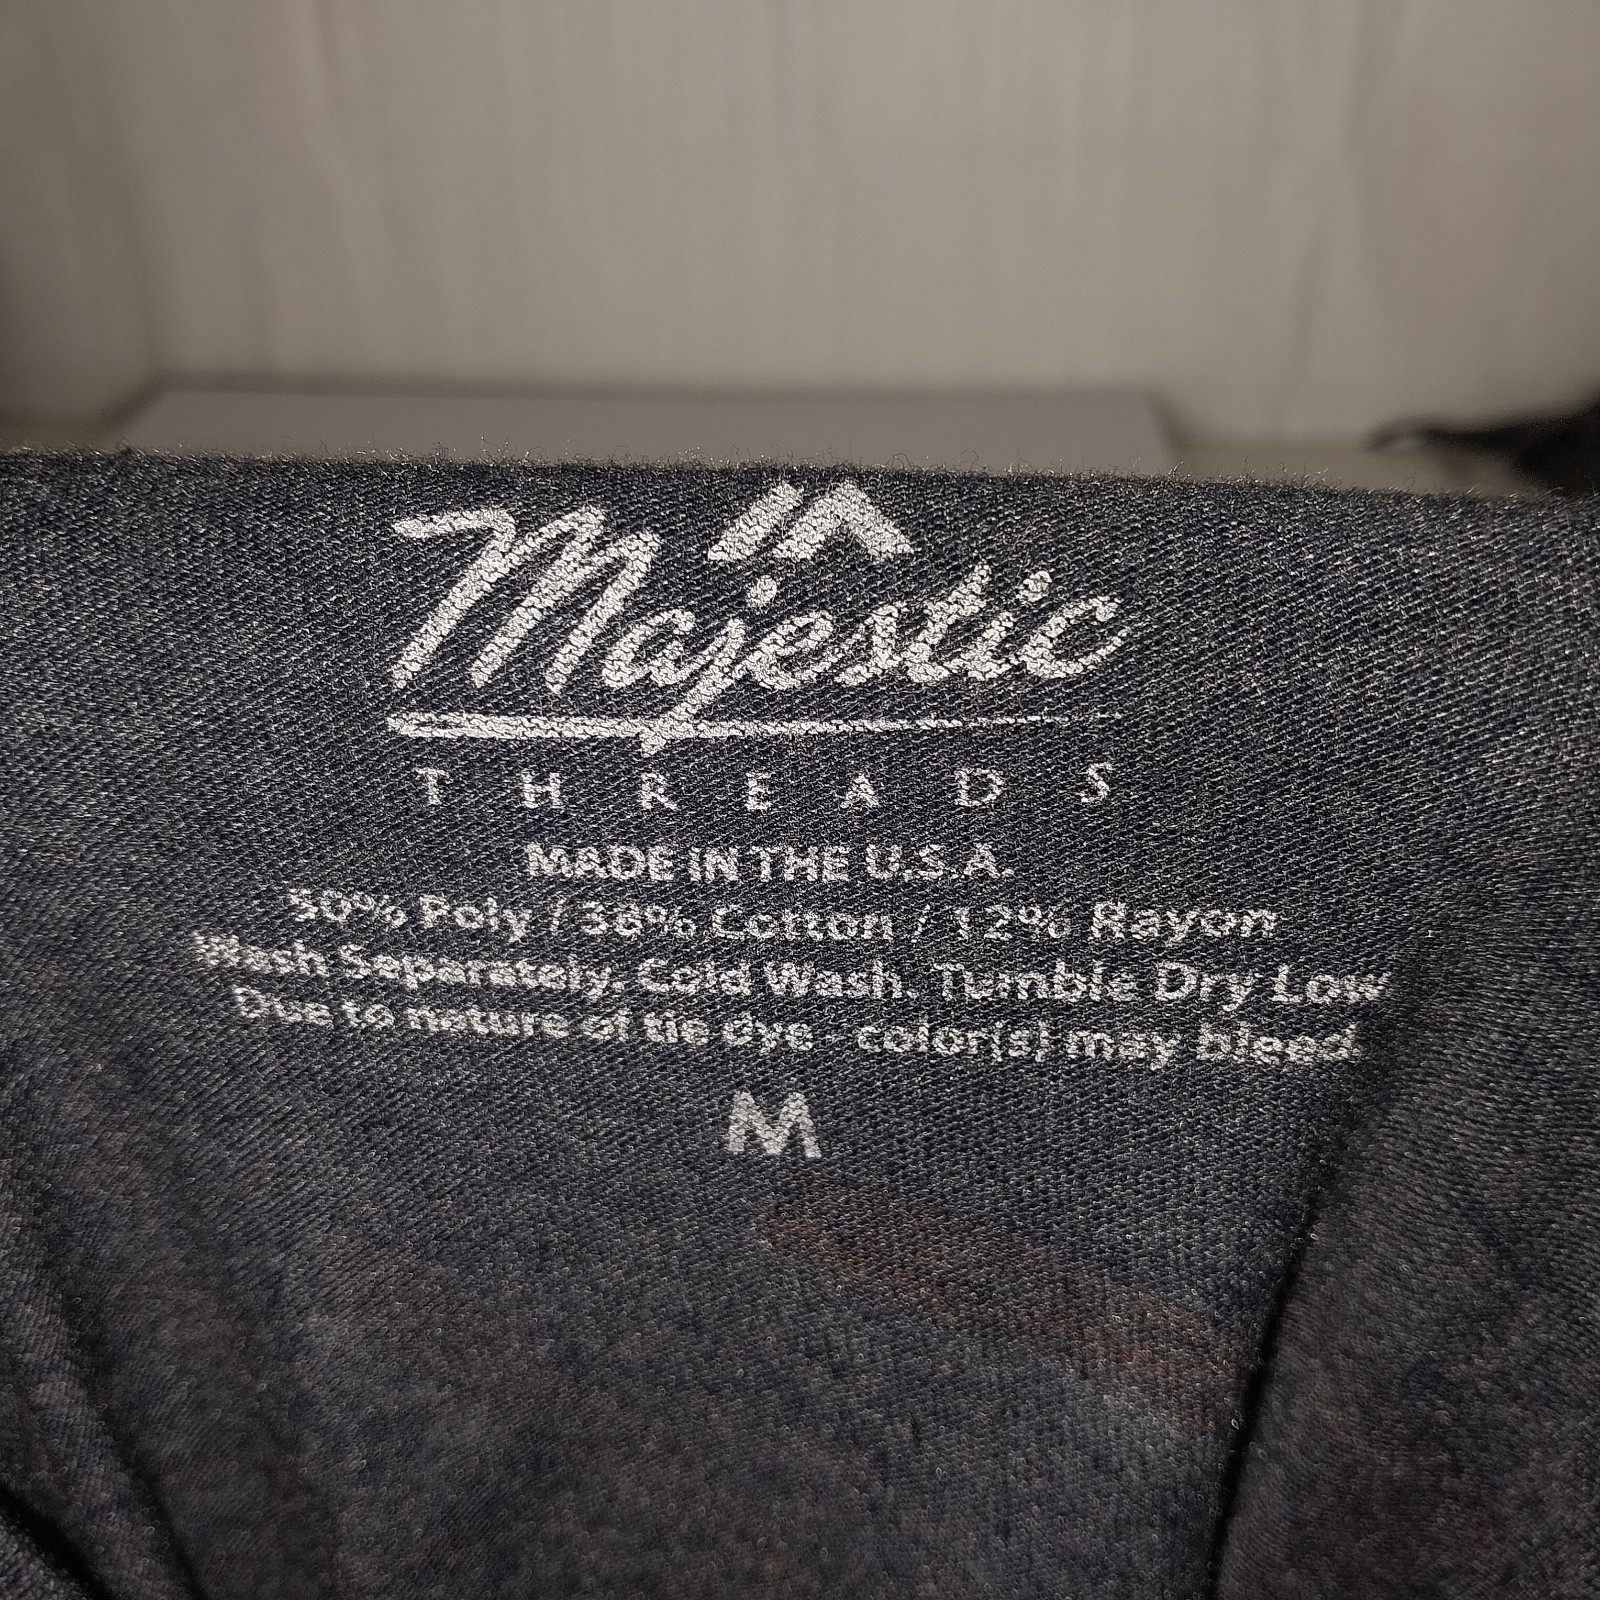 Majestic
THREADS
MADE IN THE U.S.A.
50% Poly / 38% Cotton / 12% Rayon
Wash Separately. Cold Wash. Tumble Dry Low
Due to nature of tie dye - color(s) may bleed.
M